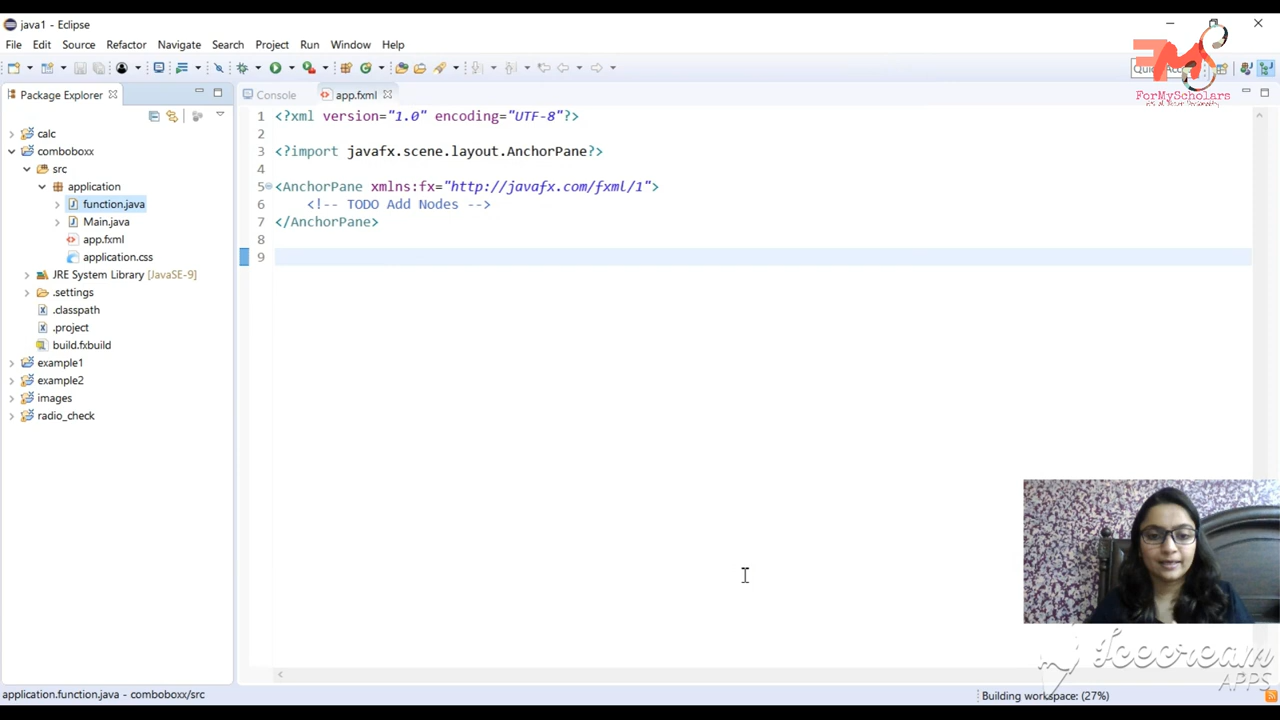 java1 - Eclipse
File Edit Source Refactor Navigate Search Project Run Window Help
FMS
ForMyScholars
Package Explorer
Console
app.fxml
calc
comboboxx
src
application
function.java
Main.java
app.fxml
application.css
JRE System Library [JavaSE-9]
.settings
.classpath
.project
build.fxbuild
example1
example2
images
radio_check
1 <?xml version="1.0" encoding="UTF-8"?>
2
3 <?import javafx.scene.layout.AnchorPane?>
4
5 <AnchorPane xmlns:fx="http://javafx.com/fxml/1">
6 <!-- TODO Add Nodes -->
7 </AnchorPane>
8
9
Icecream
APPS
application.function.java - comboboxx/src
Building workspace: (27%)